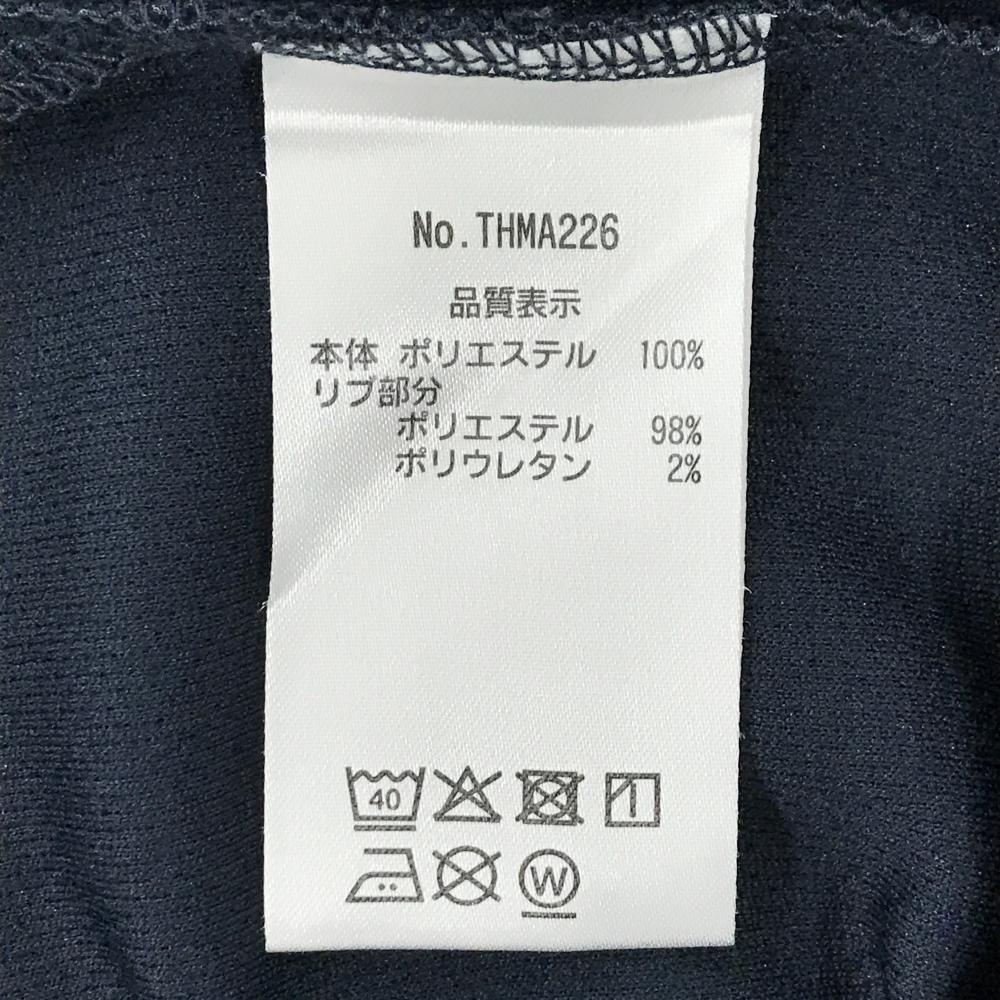 No.THMA226
品質表示
本体 ポリエステル 100%
リブ部分
ポリエステル 98%
ポリウレタン 2%
40
W